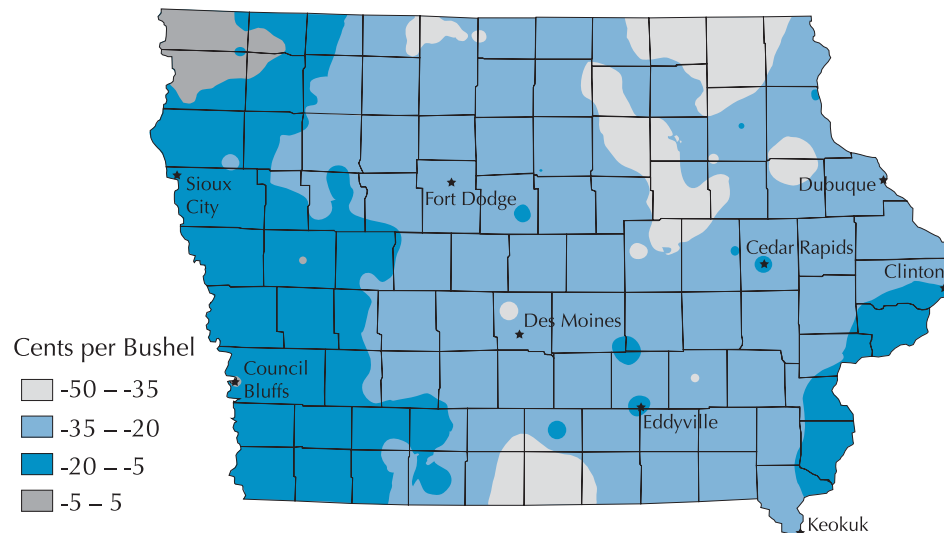 Sioux
City
Fort Dodge
Dubuque
Cedar Rapids
Clinton
Des Moines
Council
Bluffs
Eddyville
Keokuk
Cents per Bushel
-50 – -35
-35 – -20
-20 – -5
-5 – 5